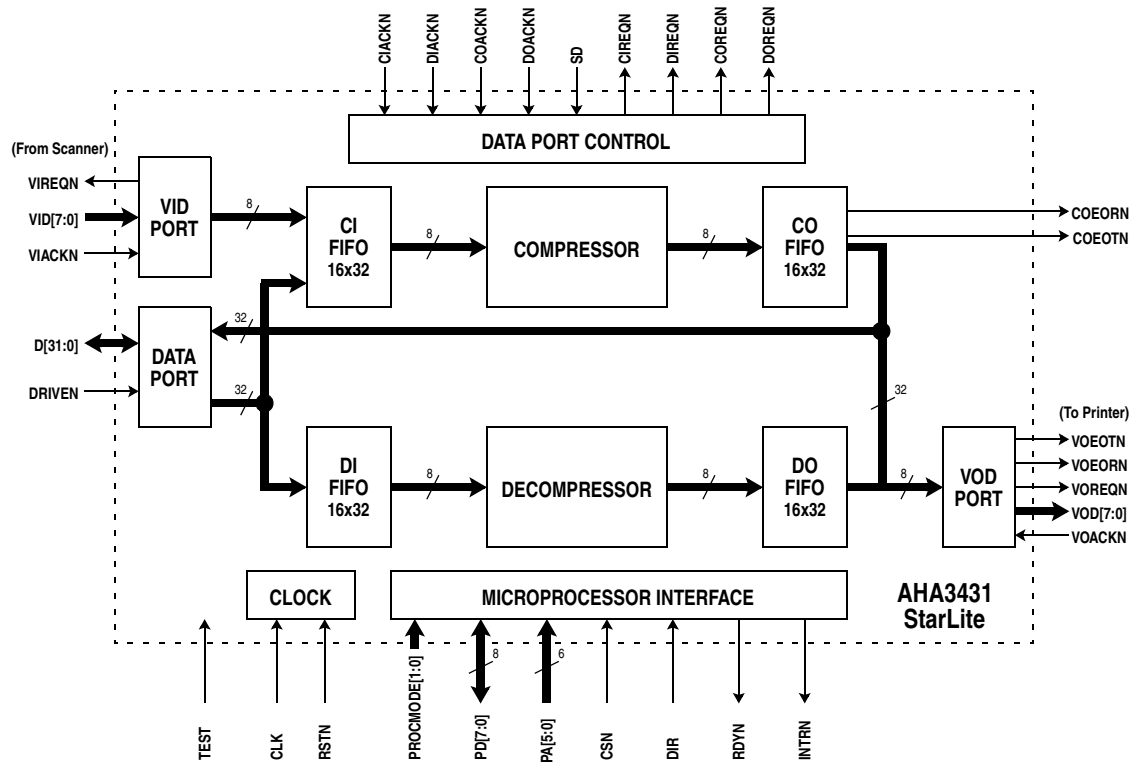 CIACKN
DIACKN
COACKN
DOACKN
SD
CIREQN
DIREQN
COREQN
DOREQN
DATA PORT CONTROL
(From Scanner)
VIREQN
VID[7:0]
VIACKN
VID
PORT
8
CI
FIFO
16x32
8
COMPRESSOR
8
CO
FIFO
16x32
COEORN
COEOTN
D[31:0]
DRIVEN
DATA
PORT
32
32
32
DI
FIFO
16x32
8
DECOMPRESSOR
8
DO
FIFO
16x32
8
VOD
PORT
(To Printer)
VOEOTN
VOEORN
VOREQN
VOD[7:0]
VOACKN
CLOCK
MICROPROCESSOR INTERFACE
AHA3431
StarLite
8
6
TEST
CLK
RSTN
PROCMODE[1:0]
PD[7:0]
PA[5:0]
CSN
DIR
RDYN
INTRN